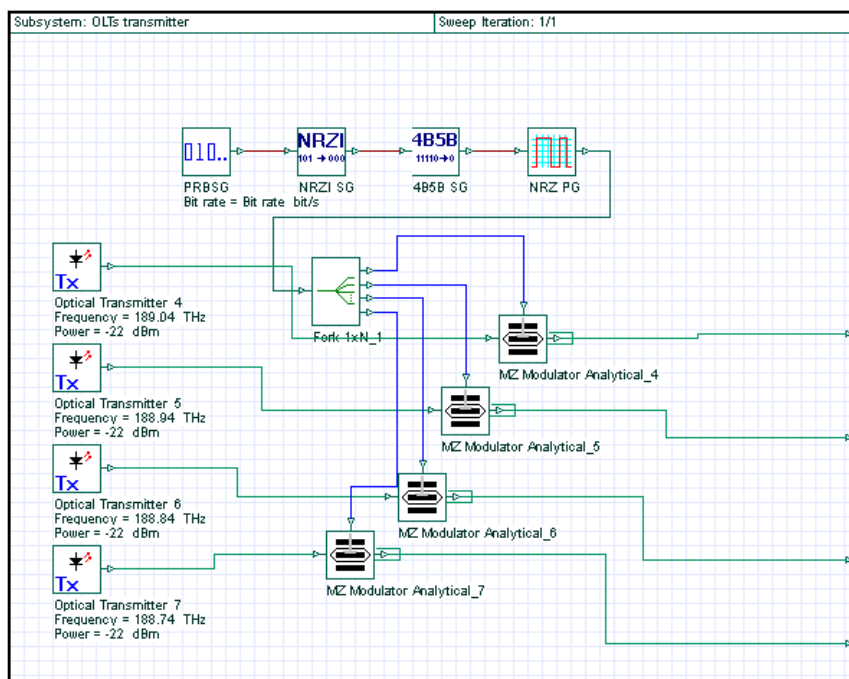 Subsystem: OLTs transmitter
Sweep Iteration: 1/1
010..
NRZI
101 → 000
4B5B
11110→0
PRBSG
NRZI SG
4B5B SG
NRZ PG
Bit rate = Bit rate bit/s
Tx
Optical Transmitter 4
Frequency = 189.04 THz
Power = -22 dBm
Fork 1xN_1
MZ Modulator Analytical_4
Tx
Optical Transmitter 5
Frequency = 188.94 THz
Power = -22 dBm
MZ Modulator Analytical_5
Tx
Optical Transmitter 6
Frequency = 188.84 THz
Power = -22 dBm
MZ Modulator Analytical_6
Tx
Optical Transmitter 7
Frequency = 188.74 THz
Power = -22 dBm
MZ Modulator Analytical_7